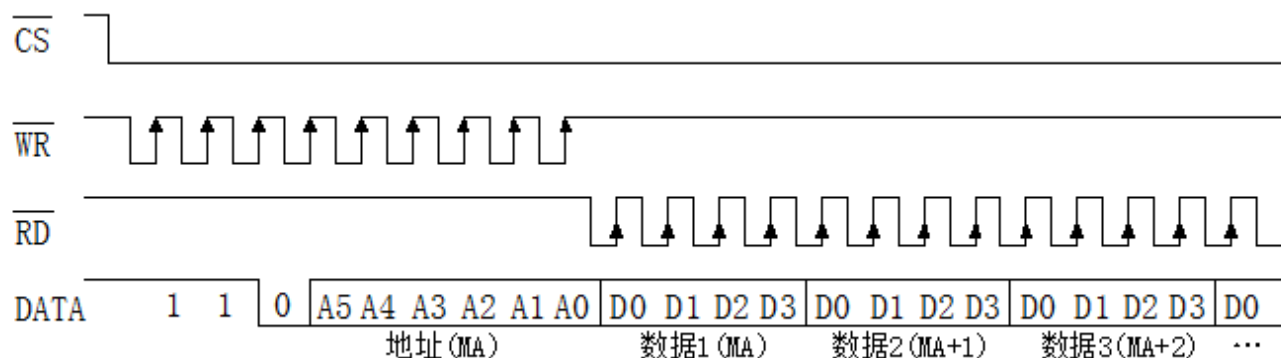 CS
WR
RD
DATA 1 1 0 A5 A4 A3 A2 A1 A0 D0 D1 D2 D3 D0 D1 D2 D3 D0 D1 D2 D3 D0
地址(MA) 数据1(MA) 数据2(MA+1) 数据3(MA+2) …